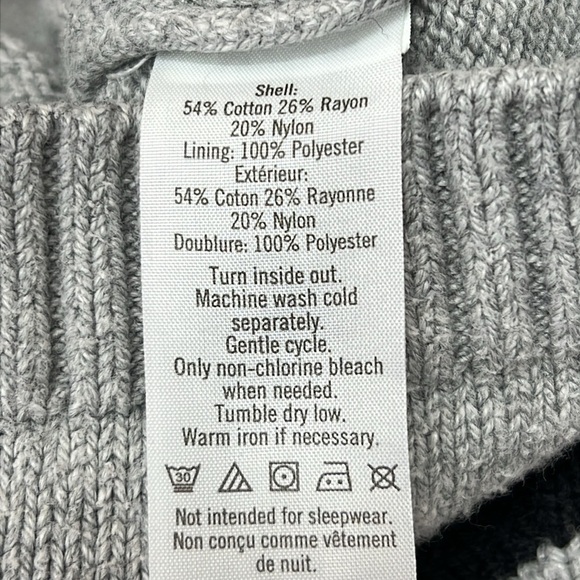 Shell:
54% Cotton 26% Rayon
20% Nylon
Lining: 100% Polyester
Extérieur:
54% Coton 26% Rayonne
20% Nylon
Doublure: 100% Polyester
Turn inside out.
Machine wash cold
separately.
Gentle cycle.
Only non-chlorine bleach
when needed.
Tumble dry low.
Warm iron if necessary.
30
Not intended for sleepwear.
Non conçu comme vêtement
de nuit.